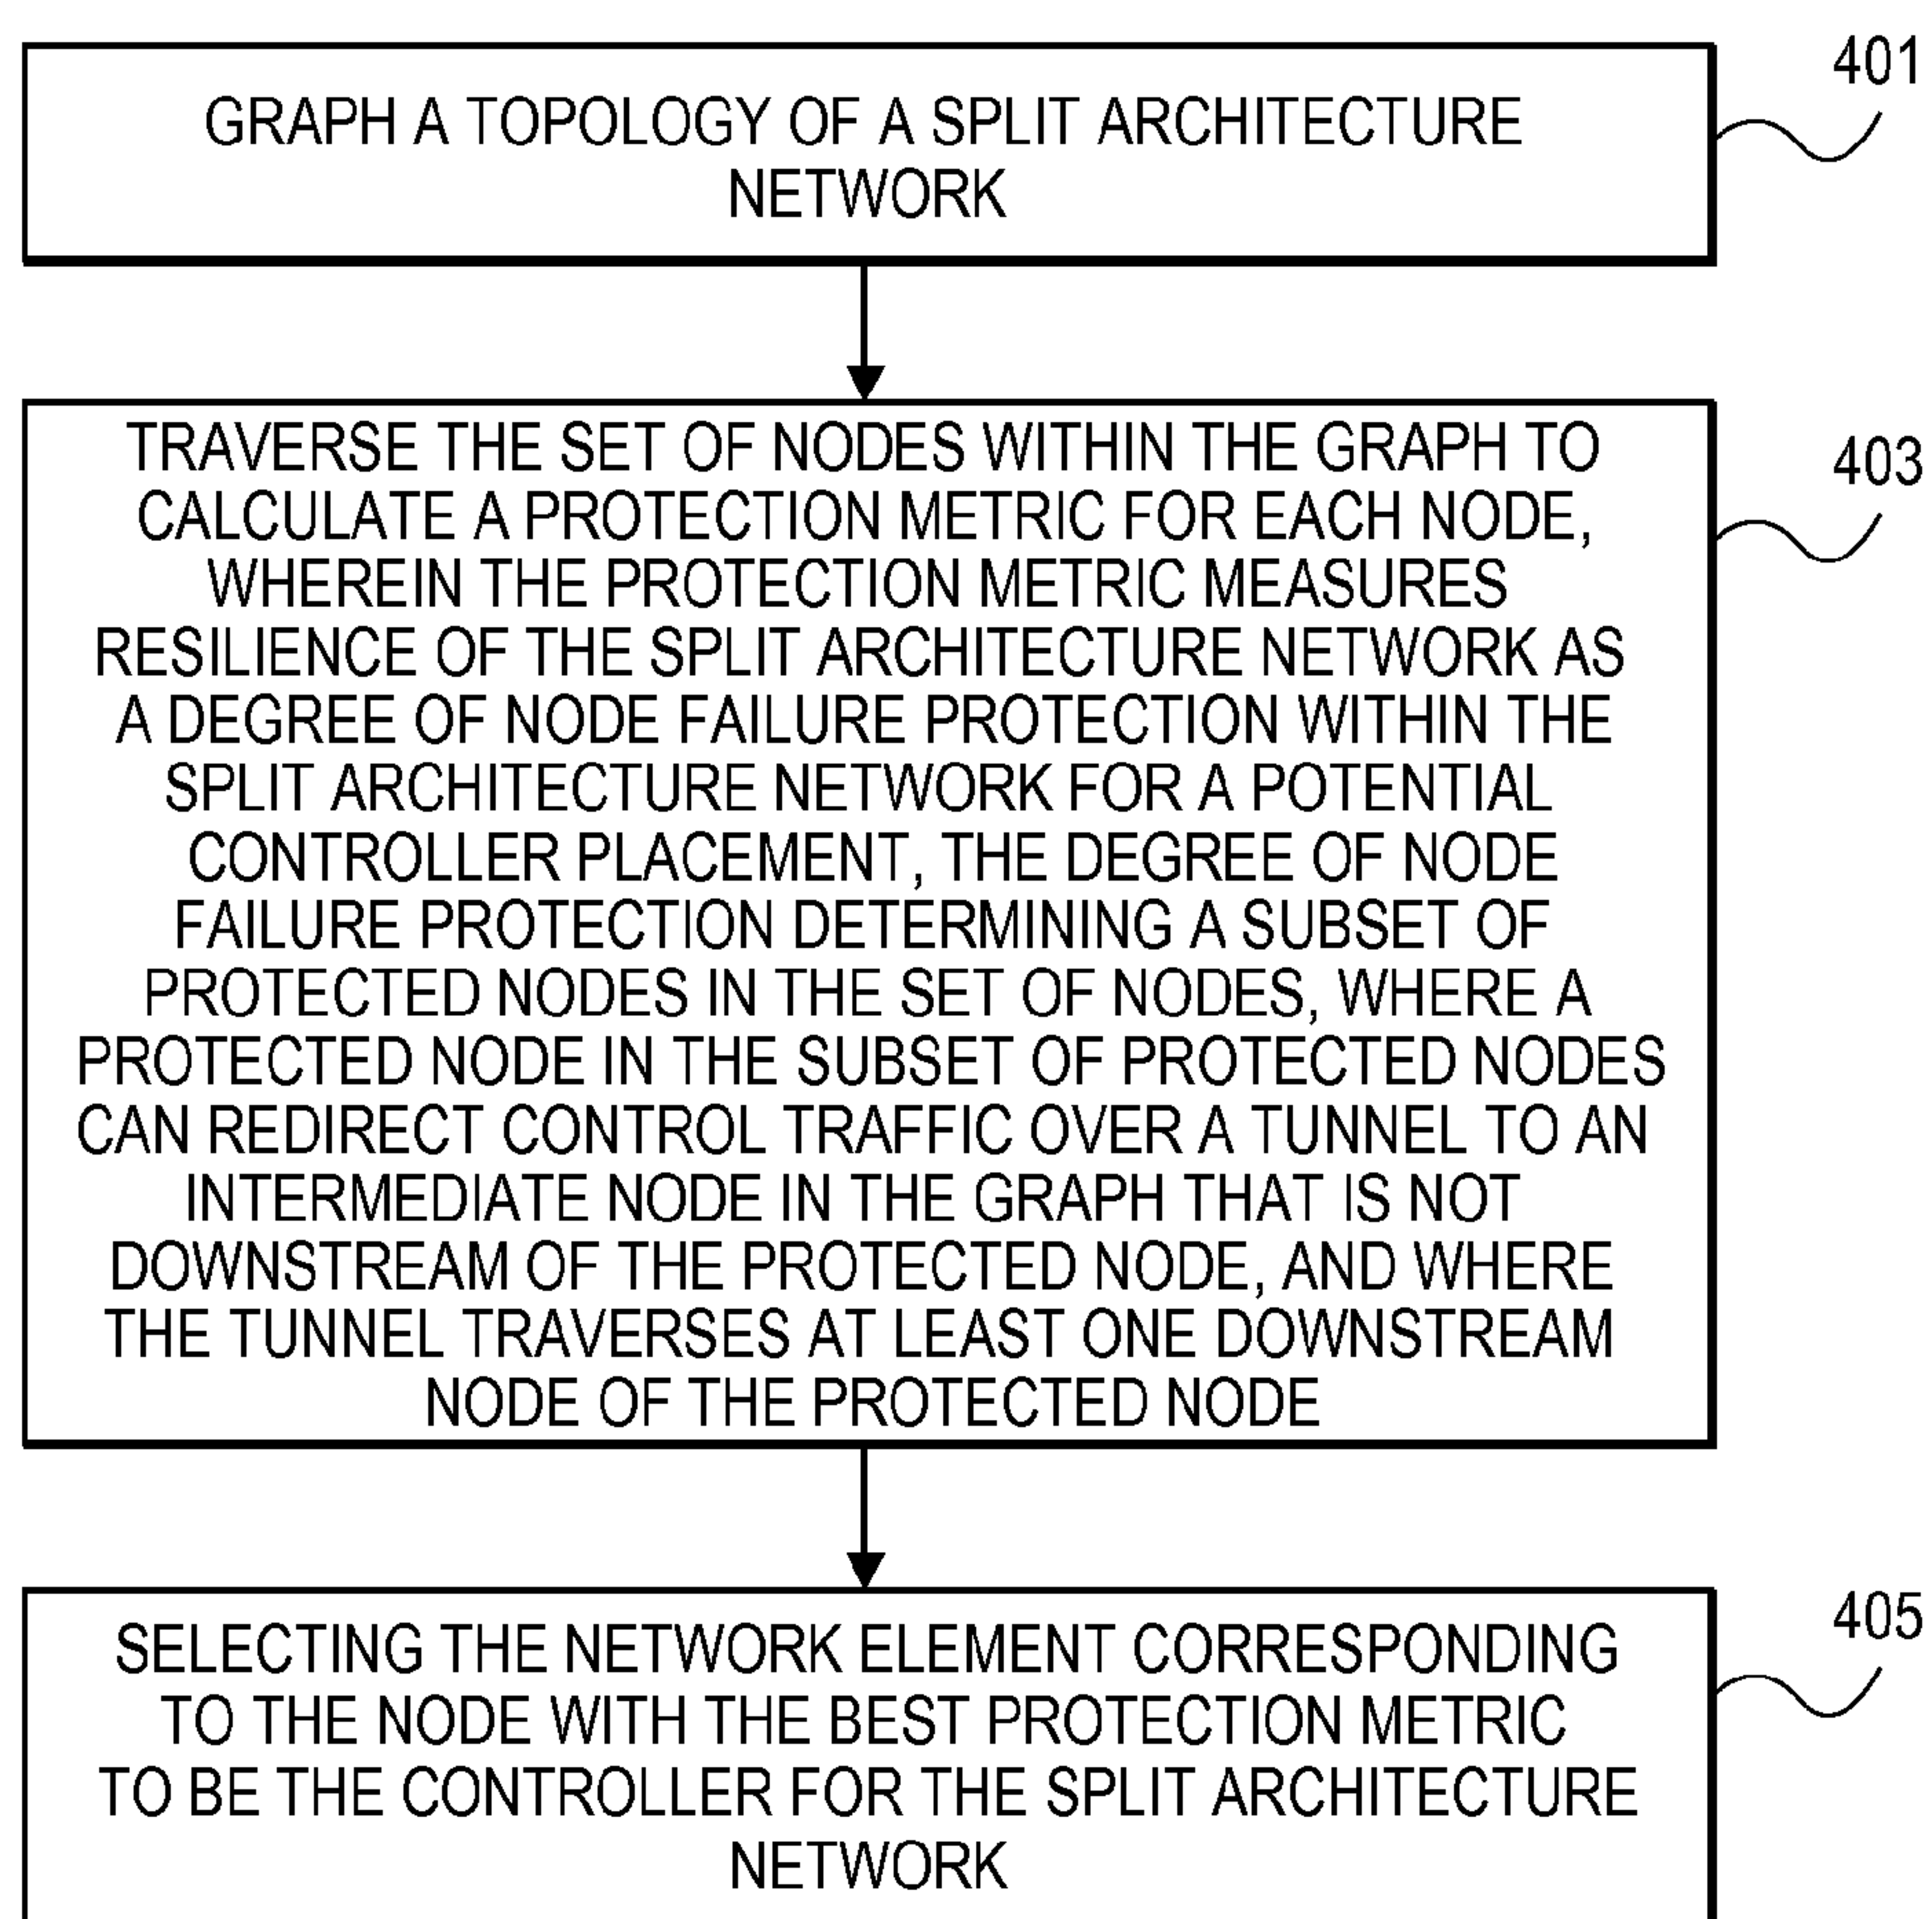 GRAPH A TOPOLOGY OF A SPLIT ARCHITECTURE
NETWORK
401
TRAVERSE THE SET OF NODES WITHIN THE GRAPH TO
CALCULATE A PROTECTION METRIC FOR EACH NODE,
WHEREIN THE PROTECTION METRIC MEASURES
RESILIENCE OF THE SPLIT ARCHITECTURE NETWORK AS
A DEGREE OF NODE FAILURE PROTECTION WITHIN THE
SPLIT ARCHITECTURE NETWORK FOR A POTENTIAL
CONTROLLER PLACEMENT, THE DEGREE OF NODE
FAILURE PROTECTION DETERMINING A SUBSET OF
PROTECTED NODES IN THE SET OF NODES, WHERE A
PROTECTED NODE IN THE SUBSET OF PROTECTED NODES
CAN REDIRECT CONTROL TRAFFIC OVER A TUNNEL TO AN
INTERMEDIATE NODE IN THE GRAPH THAT IS NOT
DOWNSTREAM OF THE PROTECTED NODE, AND WHERE
THE TUNNEL TRAVERSES AT LEAST ONE DOWNSTREAM
NODE OF THE PROTECTED NODE
403
SELECTING THE NETWORK ELEMENT CORRESPONDING
TO THE NODE WITH THE BEST PROTECTION METRIC
TO BE THE CONTROLLER FOR THE SPLIT ARCHITECTURE
NETWORK
405